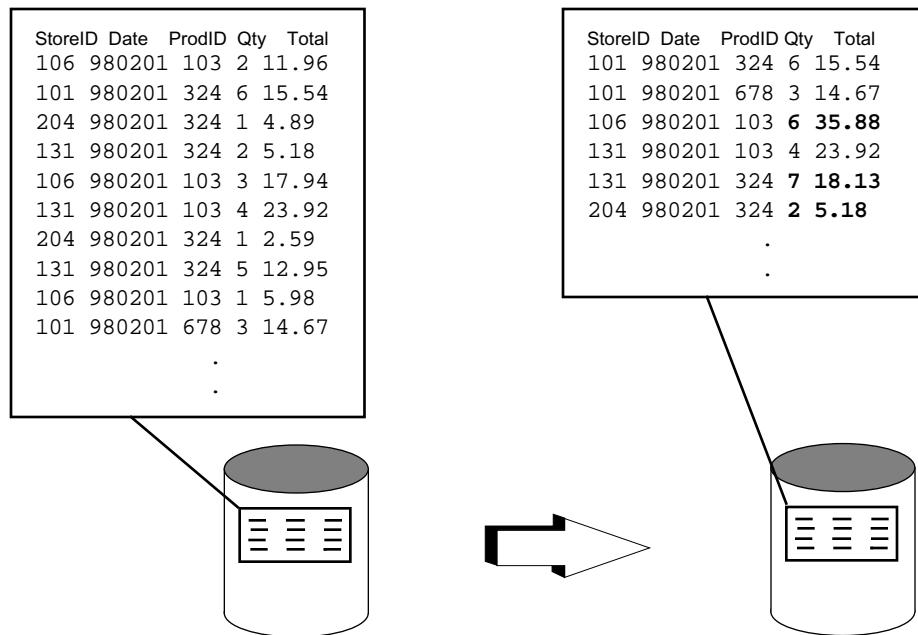 StoreID Date ProdID Qty Total
106 980201 103 2 11.96
101 980201 324 6 15.54
204 980201 324 1 4.89
131 980201 324 2 5.18
106 980201 103 3 17.94
131 980201 103 4 23.92
204 980201 324 1 2.59
131 980201 324 5 12.95
106 980201 103 1 5.98
101 980201 678 3 14.67
.
.
StoreID Date ProdID Qty Total
101 980201 324 6 15.54
101 980201 678 3 14.67
106 980201 103 6 35.88
131 980201 103 4 23.92
131 980201 324 7 18.13
204 980201 324 2 5.18
.
.